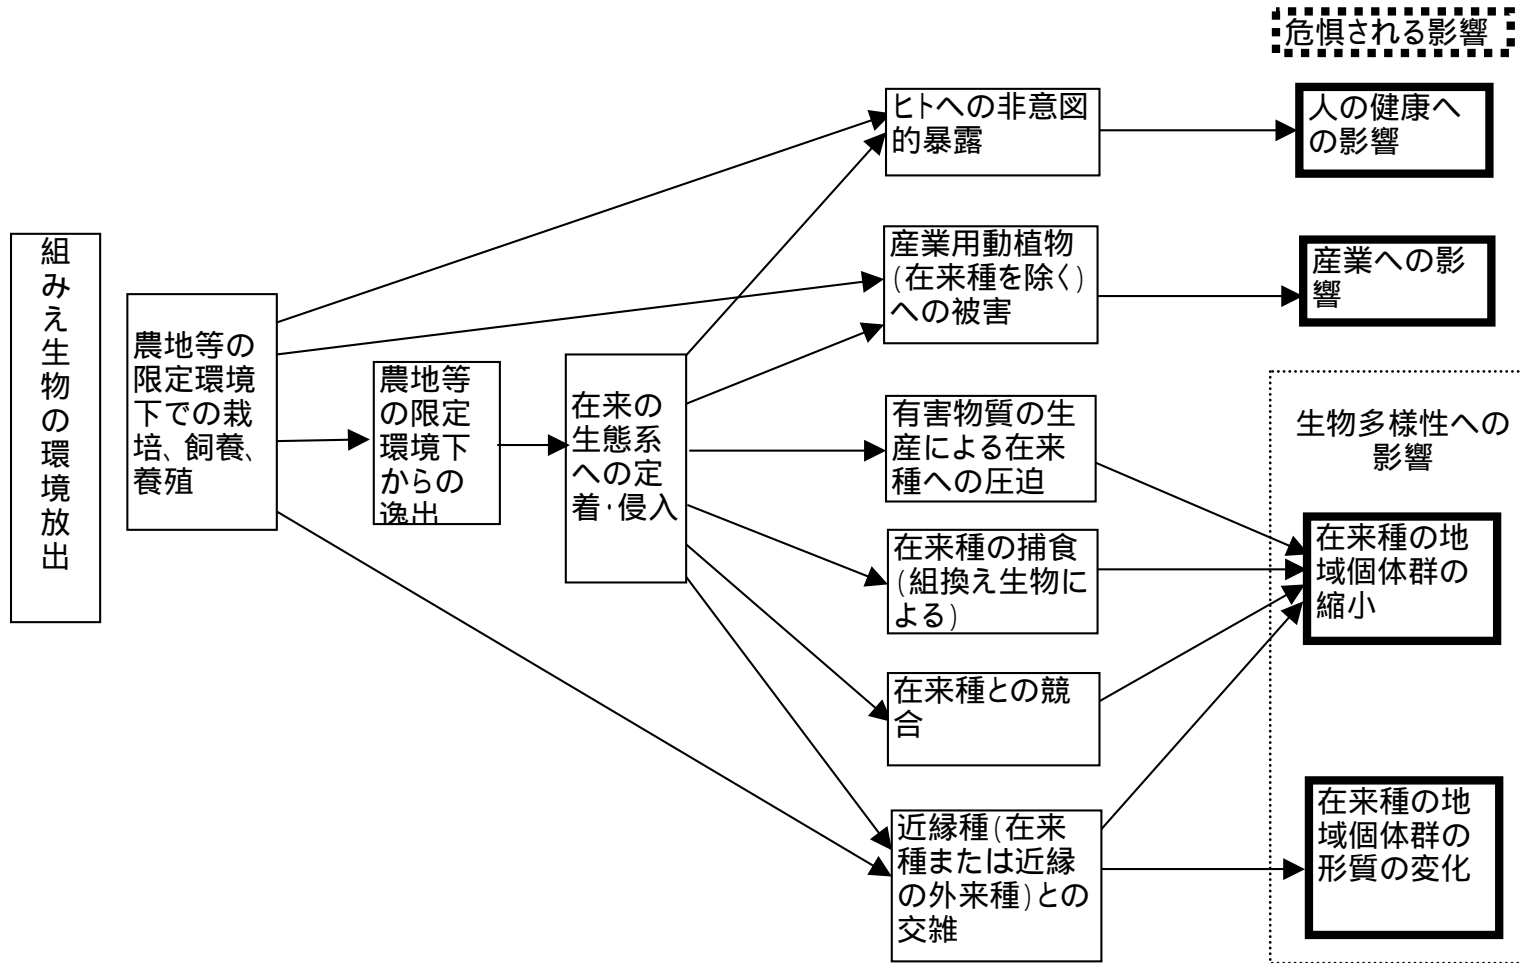 危惧される影響
組みえ生物の環境放出
農地等の
限定環境
下での栽
培、飼養、
養殖
農地等
の限定
環境下
からの
逸出
在来の
生態系
への定
着・侵入
ヒトへの非意図
的暴露
産業用動植物
(在来種を除く)
への被害
有害物質の生
産による在来
種への圧迫
在来種の捕食
(組換え生物に
よる)
在来種との競
合
近縁種(在来
種または近縁
の外来種)との
交雑
人の健康へ
の影響
産業への影
響
生物多様性への
影響
在来種の地
域個体群の
縮小
在来種の地
域個体群の
形質の変化